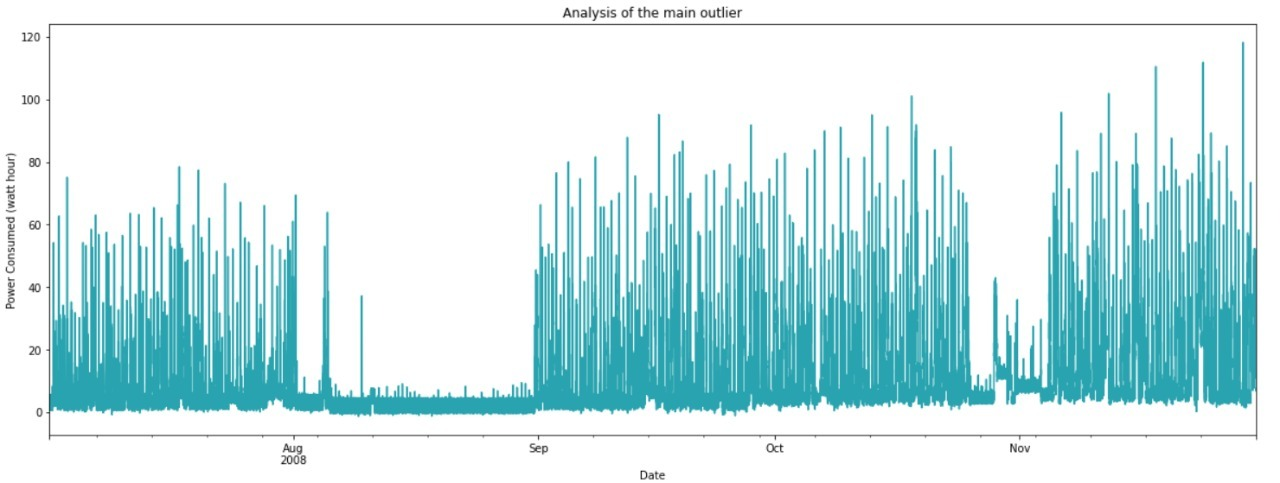 Analysis of the main outlier
Power Consumed (watt hour)
120
100
80
60
40
20
0
Aug
2008
Sep
Oct
Nov
Date